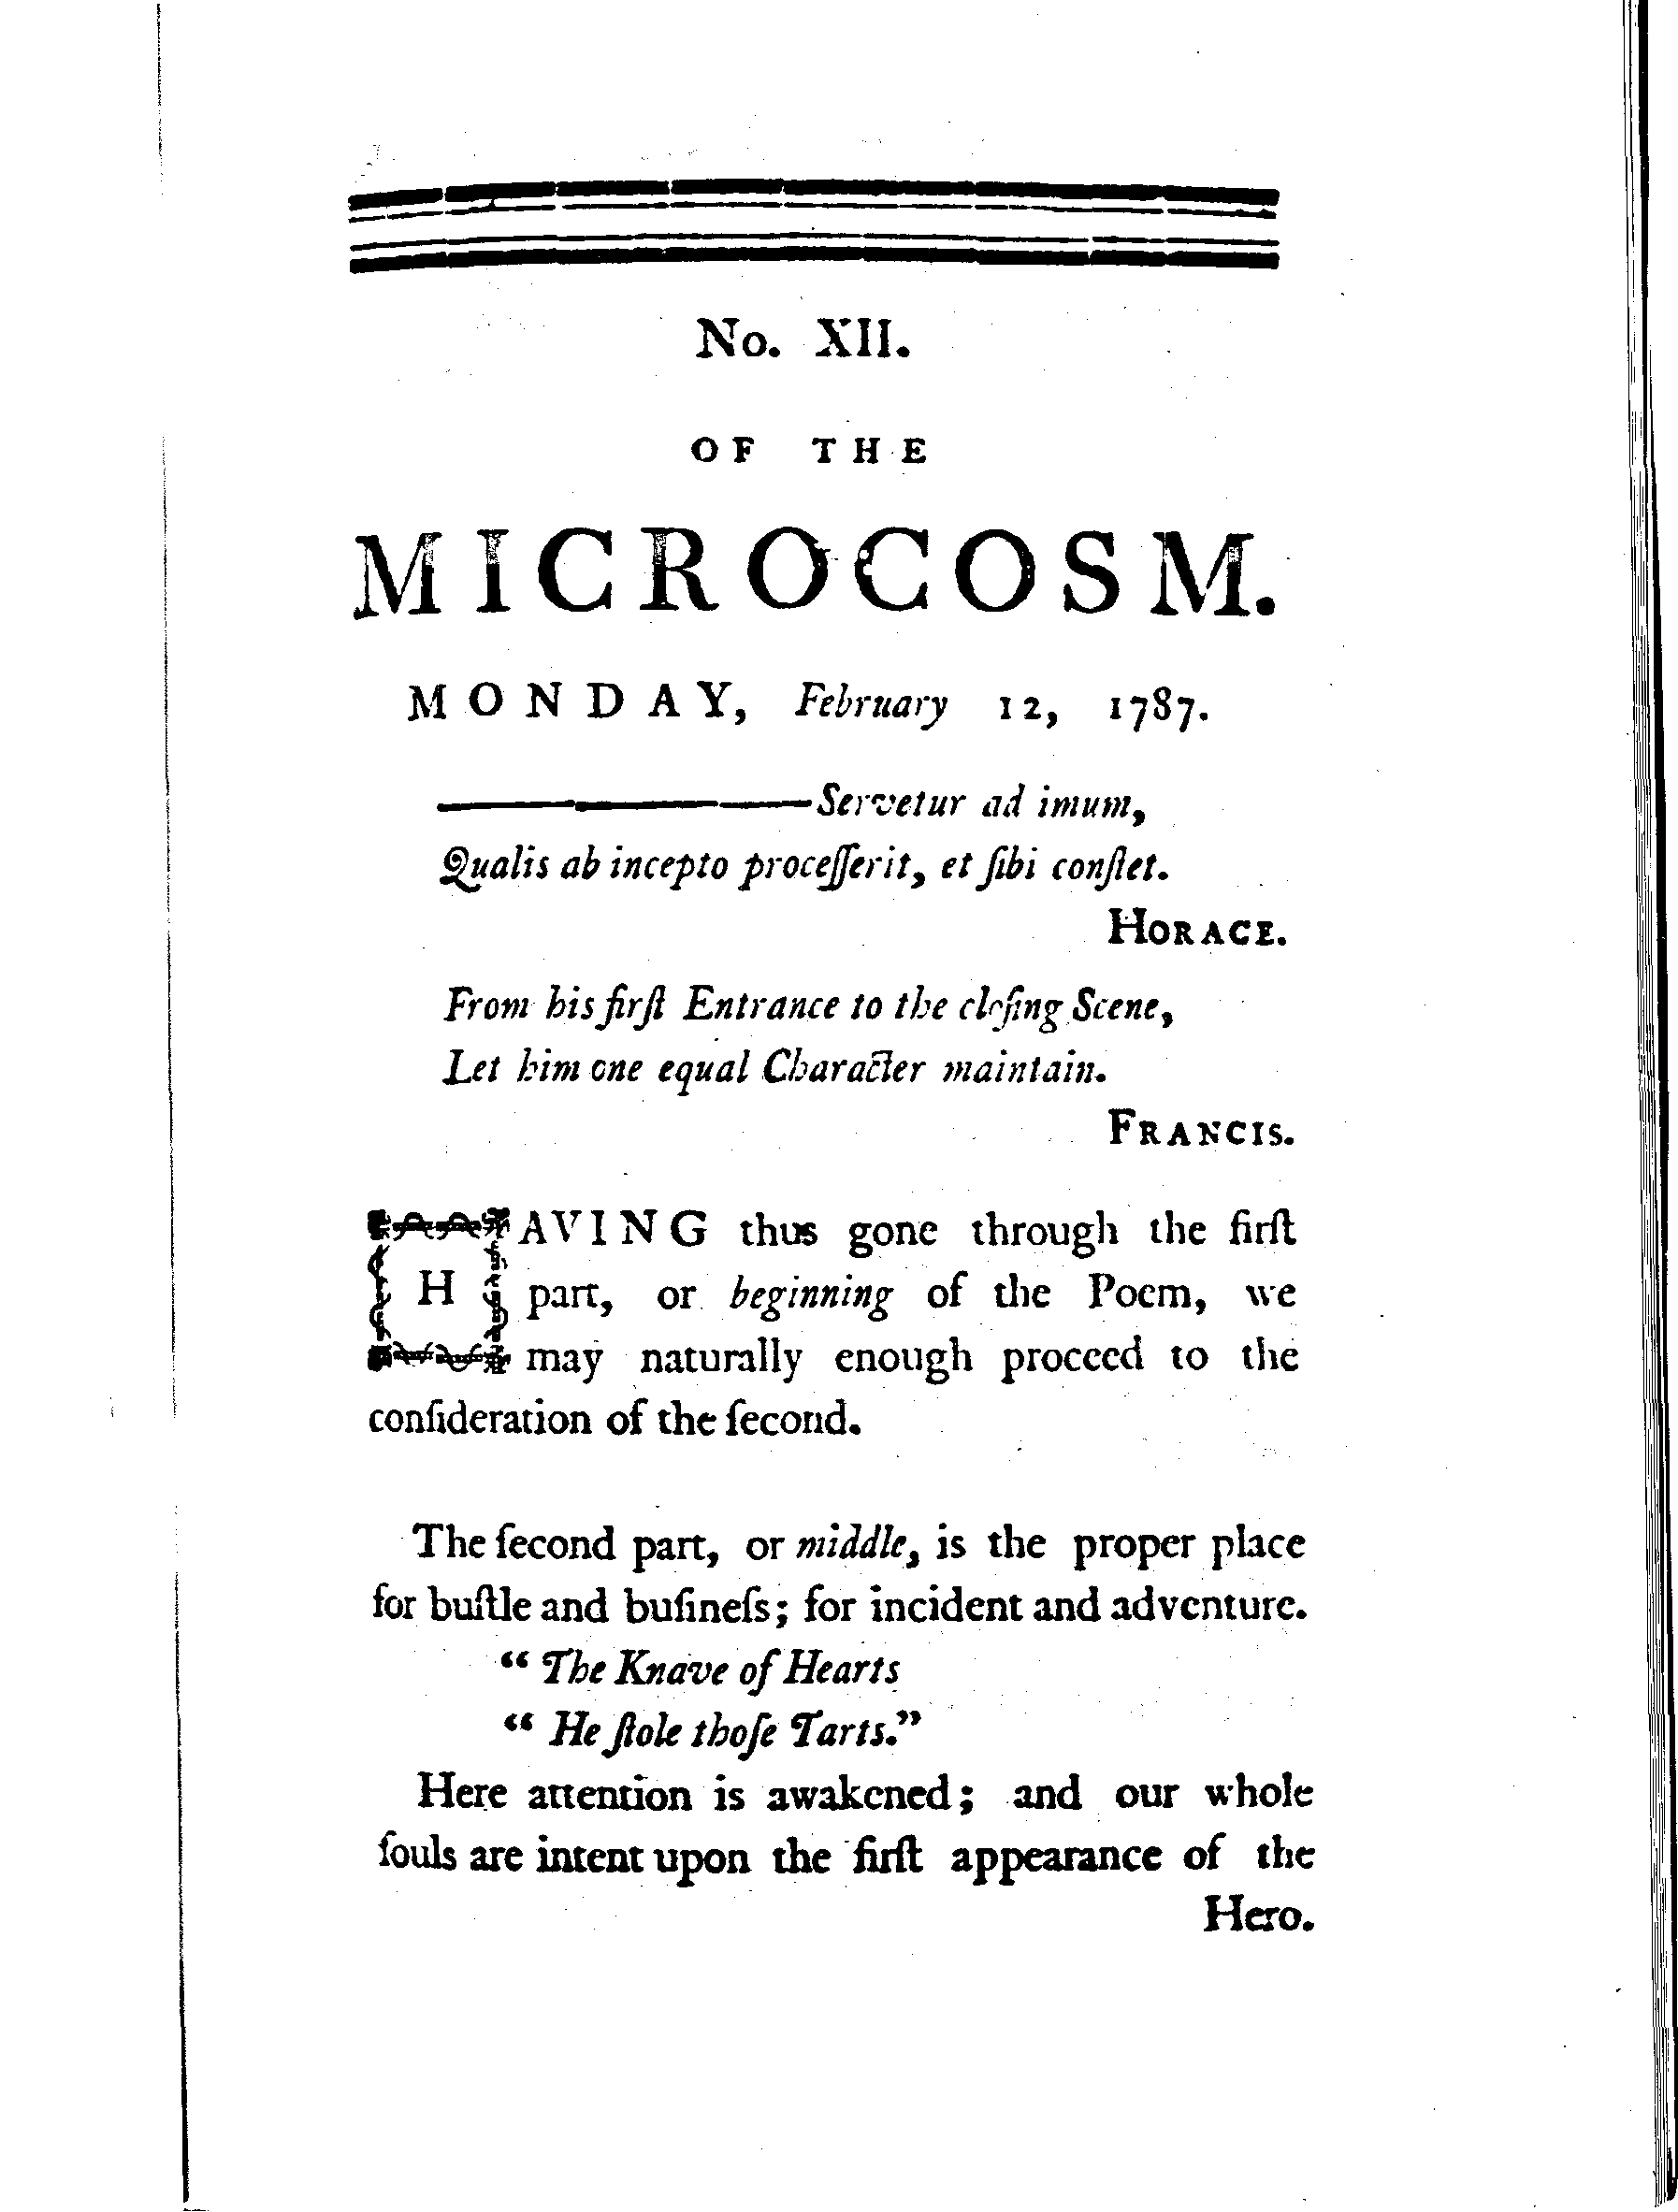 No. XII.
OF THE
MICROCOSM.
MONDAY, February 12, 1787.
————Servetur ad imum,
Qualis ab incepto proceſſerit, et ſibi conſtet.
HORACE.
From his firſt Entrance to the cloſing Scene,
Let him one equal Character maintain.
FRANCIS.
HAVING thus gone through the firſt
part, or beginning of the Poem, we
may naturally enough proceed to the
conſideration of the ſecond.
The ſecond part, or middle, is the proper place
for buſtle and buſineſs; for incident and adventure.
“ The Knave of Hearts
“ He ſtole thoſe Tarts.”
Here attention is awakened; and our whole
ſouls are intent upon the firſt appearance of the
Hero.